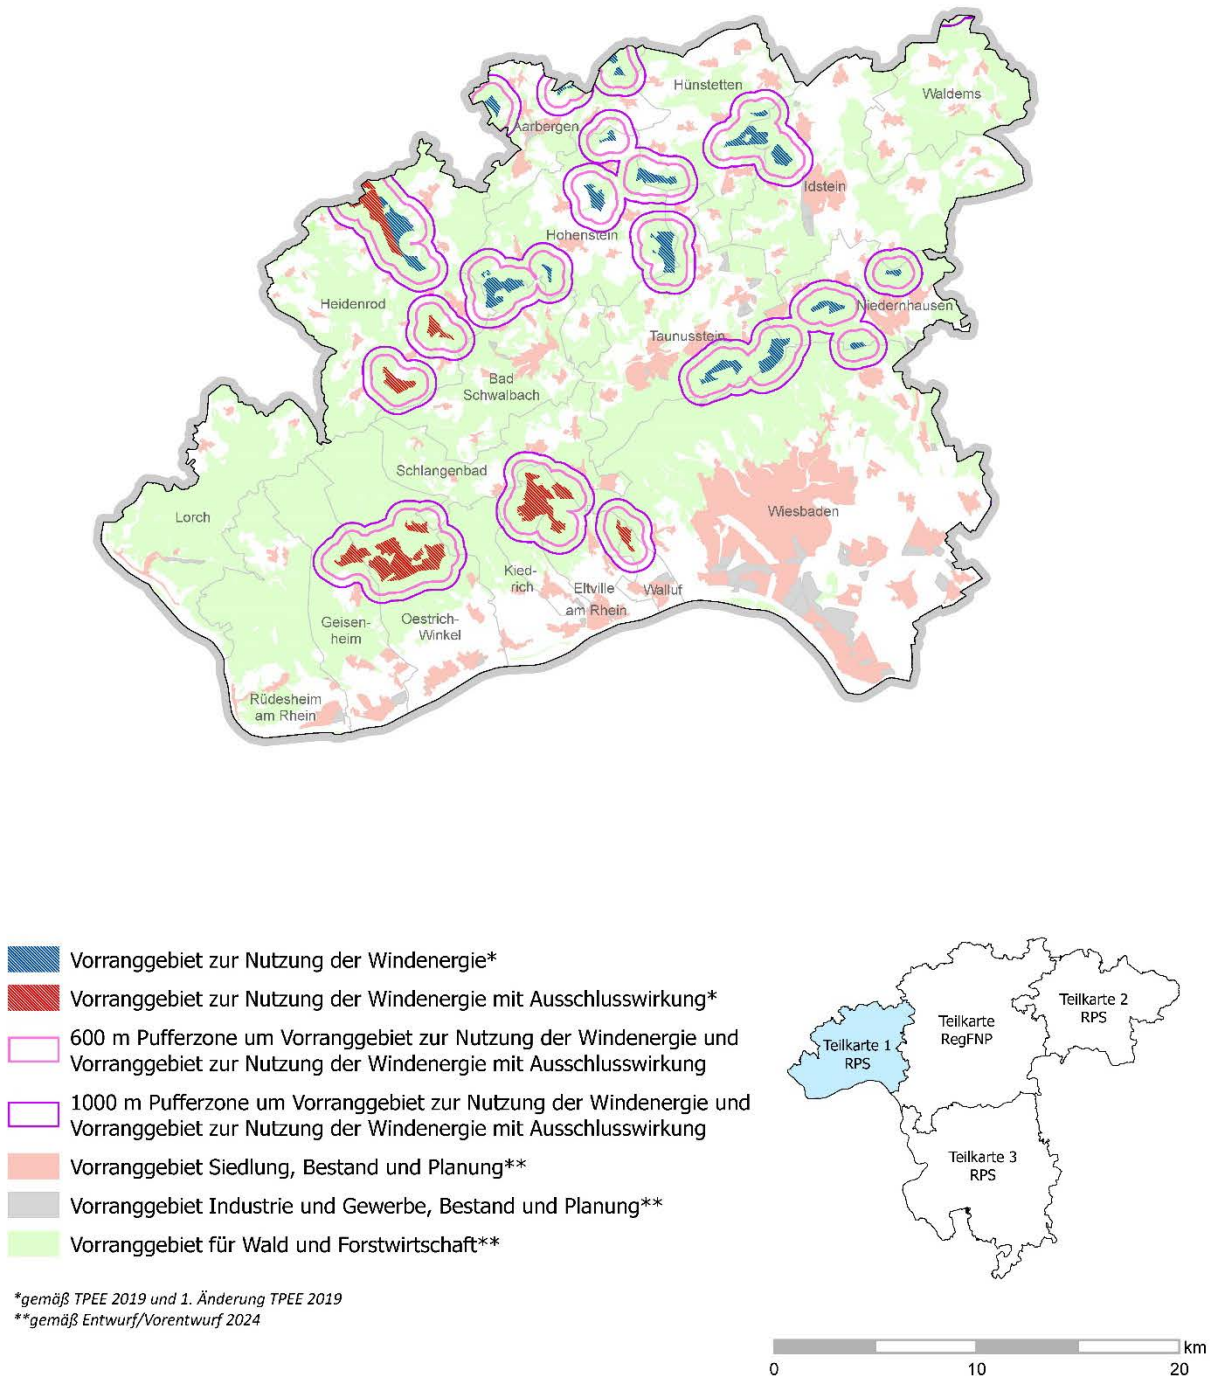 Hünstetten
Waldems
Aarbergen
Idstein
Hohenstein
Heidenrod
Niedernhausen
Taunusstein
Bad
Schwalbach
Schlangenbad
Lorch
Wiesbaden
Kied-
rich
Eltville
am Rhein
Walluf
Geisen-
heim
Oestrich-
Winkel
Rüdesheim
am Rhein
Vorranggebiet zur Nutzung der Windenergie*
Vorranggebiet zur Nutzung der Windenergie mit Ausschlusswirkung*
600 m Pufferzone um Vorranggebiet zur Nutzung der Windenergie und
Vorranggebiet zur Nutzung der Windenergie mit Ausschlusswirkung
1000 m Pufferzone um Vorranggebiet zur Nutzung der Windenergie und
Vorranggebiet zur Nutzung der Windenergie mit Ausschlusswirkung
Vorranggebiet Siedlung, Bestand und Planung**
Vorranggebiet Industrie und Gewerbe, Bestand und Planung**
Vorranggebiet für Wald und Forstwirtschaft**
*gemäß TPEE 2019 und 1. Änderung TPEE 2019
**gemäß Entwurf/Vorentwurf 2024
Teilkarte 2
RPS
Teilkarte
RegFNP
Teilkarte 1
RPS
Teilkarte 3
RPS
km
0 10 20